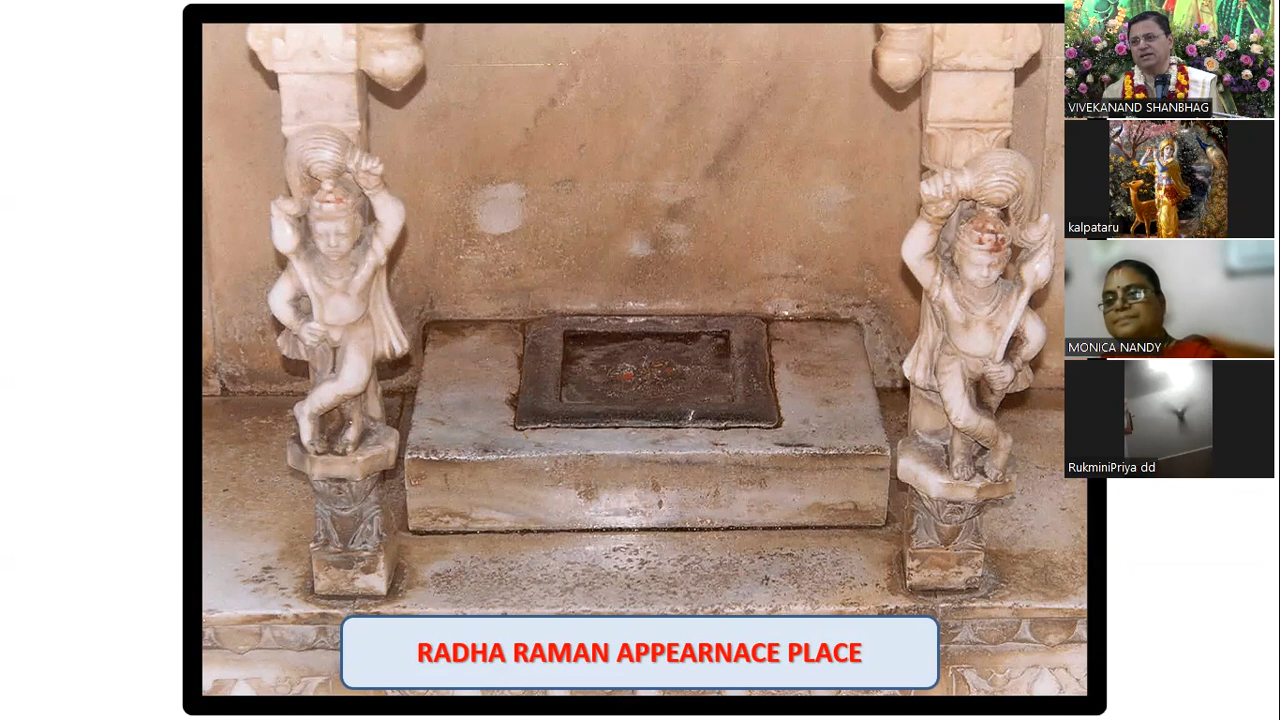 VIVEKANAND SHANBHAG
kalpataru
MONICA NANDY
RukminiPriya dd
RADHA RAMAN APPEARNACE PLACE